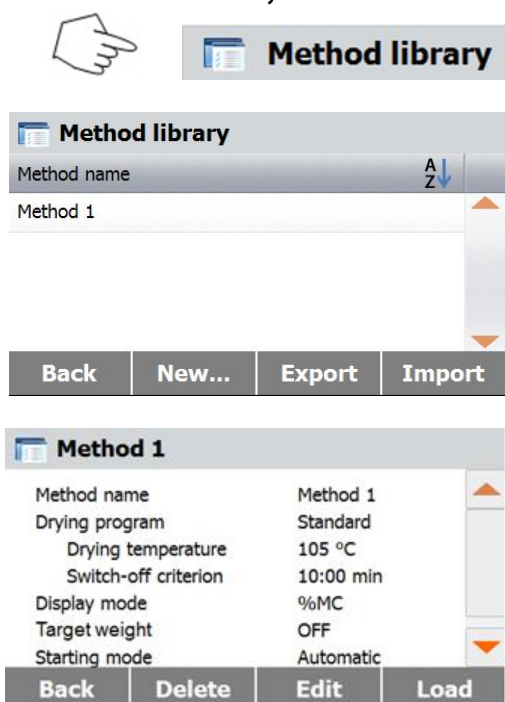 Method library
Method library
Method name A Z
Method 1
Back New... Export Import
Method 1
Method name Method 1
Drying program Standard
Drying temperature 105 ºC
Switch-off criterion 10:00 min
Display mode %MC
Target weight OFF
Starting mode Automatic
Back Delete Edit Load